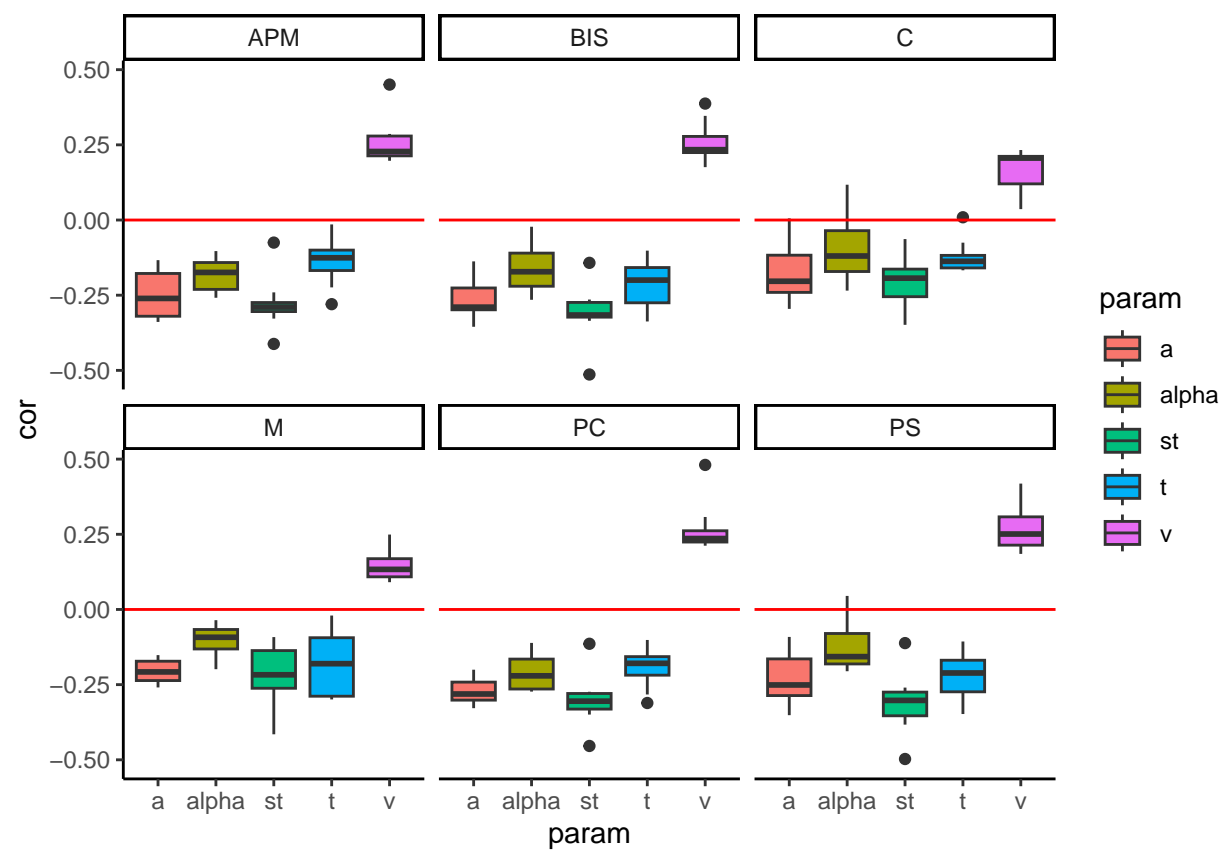 APM BIS C
0.50
0.25
0.00
−0.25
−0.50
cor
M PC PS
0.50
0.25
0.00
−0.25
−0.50
a alpha st t v a alpha st t v a alpha st t v
param
param
a
alpha
st
t
v